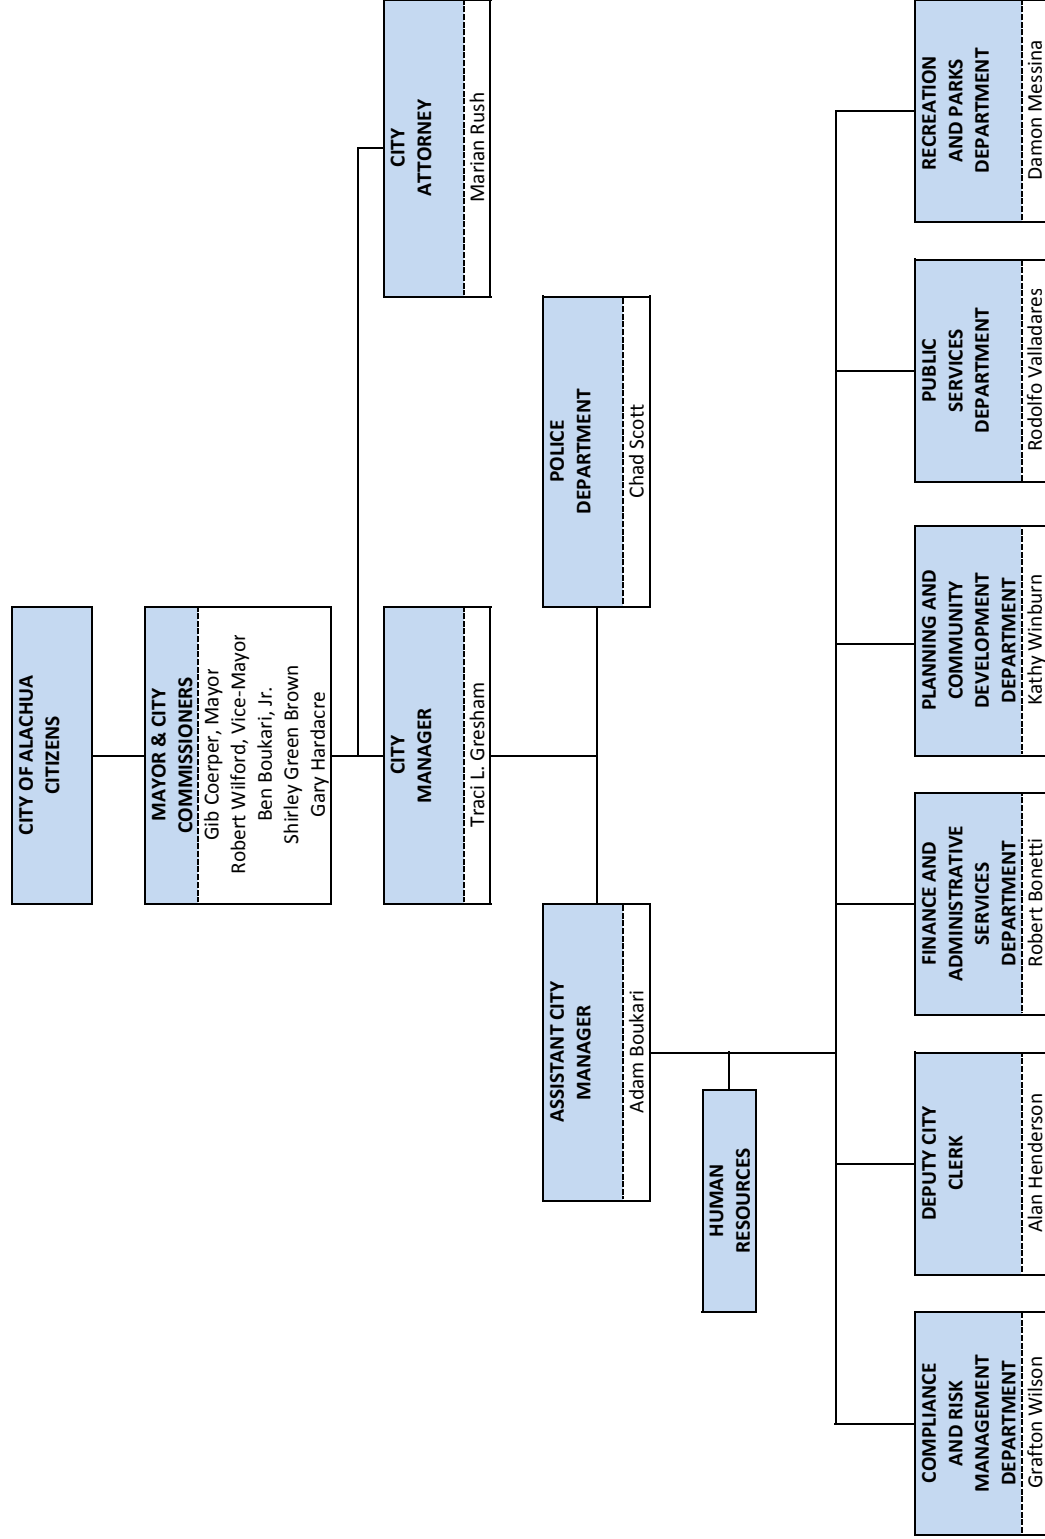 CITY OF ALACHUA
CITIZENS
MAYOR & CITY
COMMISSIONERS
Gib Coerper, Mayor
Robert Wilford, Vice-Mayor
Ben Boukari, Jr.
Shirley Green Brown
Gary Hardacre
CITY
MANAGER
Traci L. Gresham
CITY
ATTORNEY
Marian Rush
ASSISTANT CITY
MANAGER
Adam Boukari
POLICE
DEPARTMENT
Chad Scott
HUMAN
RESOURCES
COMPLIANCE
AND RISK
MANAGEMENT
DEPARTMENT
Grafton Wilson
DEPUTY CITY
CLERK
Alan Henderson
FINANCE AND
ADMINISTRATIVE
SERVICES
DEPARTMENT
Robert Bonetti
PLANNING AND
COMMUNITY
DEVELOPMENT
DEPARTMENT
Kathy Winburn
PUBLIC
SERVICES
DEPARTMENT
Rodolfo Valladares
RECREATION
AND PARKS
DEPARTMENT
Damon Messina